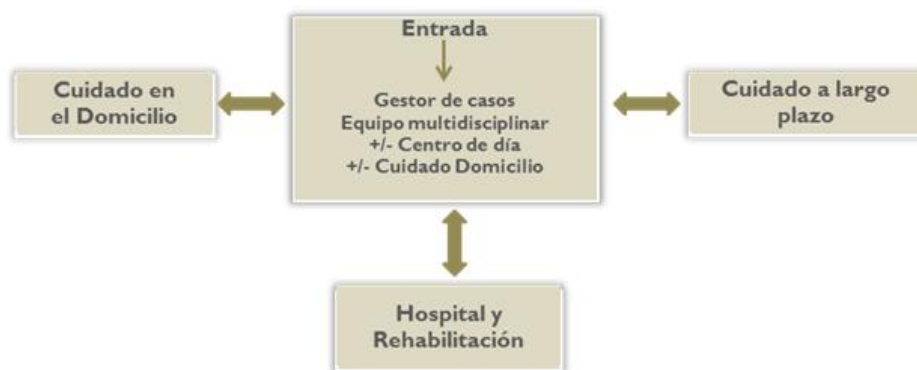 Entrada
Gestor de casos
Equipo multidisciplinar
+/- Centro de día
+/- Cuidado Domicilio
Cuidado en
el Domicilio
Cuidado a largo
plazo
Hospital y
Rehabilitación